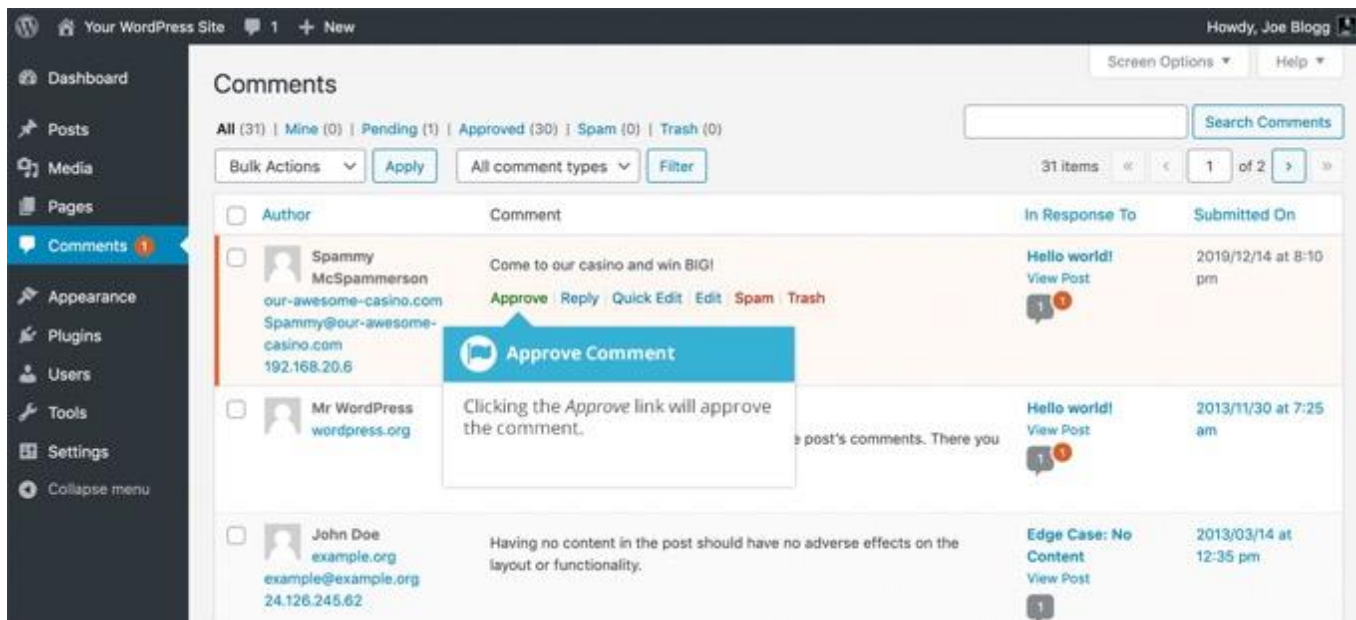 Your WordPress Site 1 + New Howdy, Joe Blogg
Screen Options ▼ Help ▼
Dashboard
Posts
Media
Pages
Comments 1
Appearance
Plugins
Users
Tools
Settings
Collapse menu
Comments
All (31) | Mine (0) | Pending (1) | Approved (30) | Spam (0) | Trash (0)
Search Comments
Bulk Actions Apply All comment types Filter 31 items « ‹ 1 of 2 › »
Author Comment In Response To Submitted On
Spammy
McSpammerson
our-awesome-casino.com
Spammy@our-awesome-
casino.com
192.168.20.6
Come to our casino and win BIG!
Approve | Reply | Quick Edit | Edit | Spam | Trash
Hello world!
View Post
1 1
2019/12/14 at 8:10
pm
Approve Comment
Clicking the Approve link will approve
the comment.
Mr WordPress
wordpress.org
post's comments. There you
Hello world!
View Post
1 1
2013/11/30 at 7:25
am
John Doe
example.org
example@example.org
24.126.245.62
Having no content in the post should have no adverse effects on the
layout or functionality.
Edge Case: No
Content
View Post
1
2013/03/14 at
12:35 pm